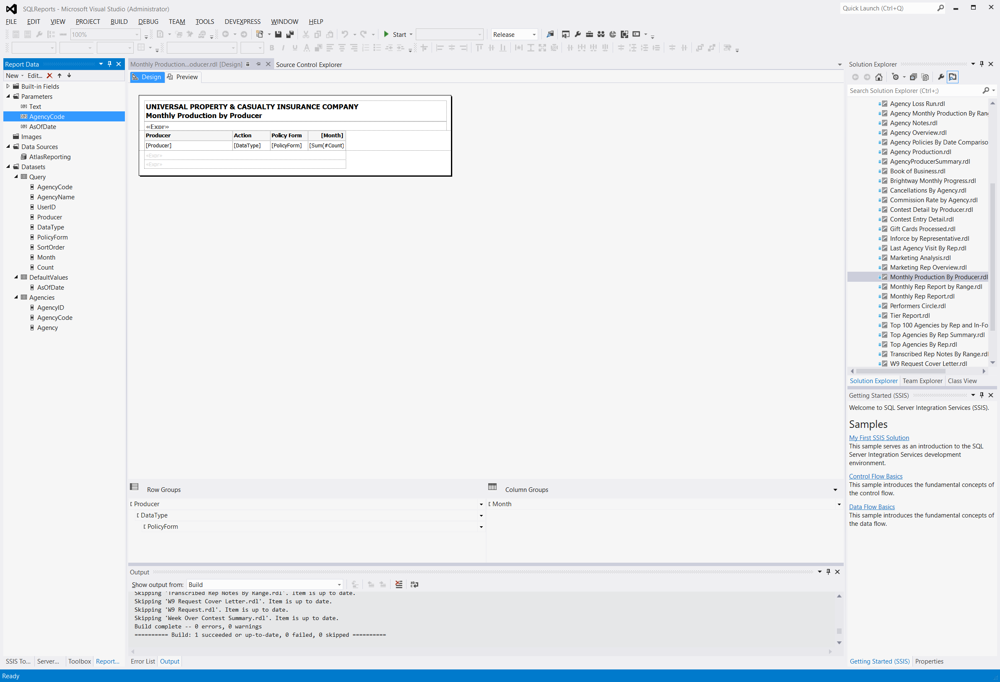 SQLReports - Microsoft Visual Studio (Administrator)
Quick Launch (Ctrl+Q)
FILE EDIT VIEW PROJECT BUILD DEBUG TEAM TOOLS DEVEXPRESS WINDOW HELP
100%
Start
Release
Report Data
New Edit...
Built-in Fields
Parameters
Text
AgencyCode
AsOfDate
Images
Data Sources
AtlasReporting
Datasets
Query
AgencyCode
AgencyName
UserID
Producer
DataType
PolicyForm
SortOrder
Month
Count
DefaultValues
AsOfDate
Agencies
AgencyID
AgencyCode
Agency
SSIS To... Server... Toolbox Report...
Monthly Production...oducer.rdl [Design]
Source Control Explorer
Design Preview
UNIVERSAL PROPERTY & CASUALTY INSURANCE COMPANY
Monthly Production by Producer
«Expr»
Producer Action Policy Form [Month]
[Producer] [DataType] [PolicyForm] [Sum(#Count)
«Expr»
«Expr»
Row Groups
Producer
DataType
PolicyForm
Column Groups
Month
Output
Show output from: Build
Skipping 'Transcribed Rep Notes By Range.rdl'. Item is up to date.
Skipping 'W9 Request Cover Letter.rdl'. Item is up to date.
Skipping 'W9 Request.rdl'. Item is up to date.
Skipping 'Week Over Contest Summary.rdl'. Item is up to date.
Build complete -- 0 errors, 0 warnings
========== Build: 1 succeeded or up-to-date, 0 failed, 0 skipped ==========
Error List Output
Solution Explorer
Search Solution Explorer (Ctrl+;)
Agency Loss Run.rdl
Agency Monthly Production By Ran
Agency Notes.rdl
Agency Overview.rdl
Agency Policies By Date Compariso
Agency Production.rdl
AgencyProducerSummary.rdl
Book of Business.rdl
Brightway Monthly Progress.rdl
Cancellations By Agency.rdl
Commission Rate by Agency.rdl
Contest Detail by Producer.rdl
Contest Entry Detail.rdl
Gift Cards Processed.rdl
Inforce by Representative.rdl
Last Agency Visit By Rep.rdl
Marketing Analysis.rdl
Marketing Rep Overview.rdl
Monthly Production By Producer.rdl
Monthly Rep Report by Range.rdl
Monthly Rep Report.rdl
Performers Circle.rdl
Tier Report.rdl
Top 100 Agencies by Rep and In-Fo
Top Agencies By Rep Summary.rdl
Top Agencies By Rep.rdl
Transcribed Rep Notes By Range.rdl
W9 Request Cover Letter.rdl
Solution Explorer Team Explorer Class View
Getting Started (SSIS)
Welcome to SQL Server Integration Services (SSIS).
Samples
My First SSIS Solution
This sample serves as an introduction to the SQL
Server Integration Services development
environment.
Control Flow Basics
This sample introduces the fundamental concepts of
the control flow.
Data Flow Basics
This sample introduces the fundamental concepts of
the data flow.
Getting Started (SSIS) Properties
Ready